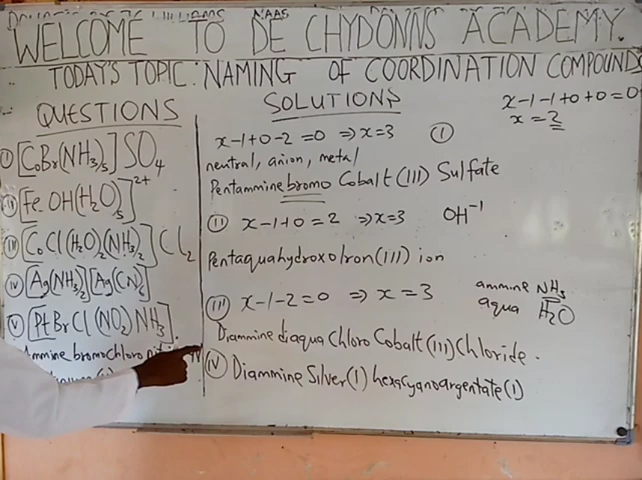 WELCOME TO DE CHYDONNS ACADEMY.
TODAY'S TOPIC: NAMING OF COORDINATION COMPOUNDS
QUESTIONS
(i) [CoBr(NH₃)₅]SO₄
(ii) [Fe OH(H₂O)₅]²⁺
(iv) [CoCl(H₂O)₂(NH₃)₂]Cl₂
(iv) [Ag(NH₃)₂][Ag(CN)₂]
(v) [PtBrCl(NO₂)NH₃].
Ammine bromochloro
SOLUTIONS
x-1-1+0+0=0
x=2
x-1+0-2=0 ⇒x=3 (i)
neutral, anion, metal
Pentammine bromo Cobalt(III) Sulfate
(ii) x-1+0=2 ⇒x=3 OH⁻¹
Pentaquahydroxo Iron(III) ion
(iii) x-1-2=0 ⇒ x=3
ammine NH₃
aqua H₂O
Diammine diaqua Chloro Cobalt(III) Chloride.
(iv) Diammine Silver(I) hexacyanoargentate(I)